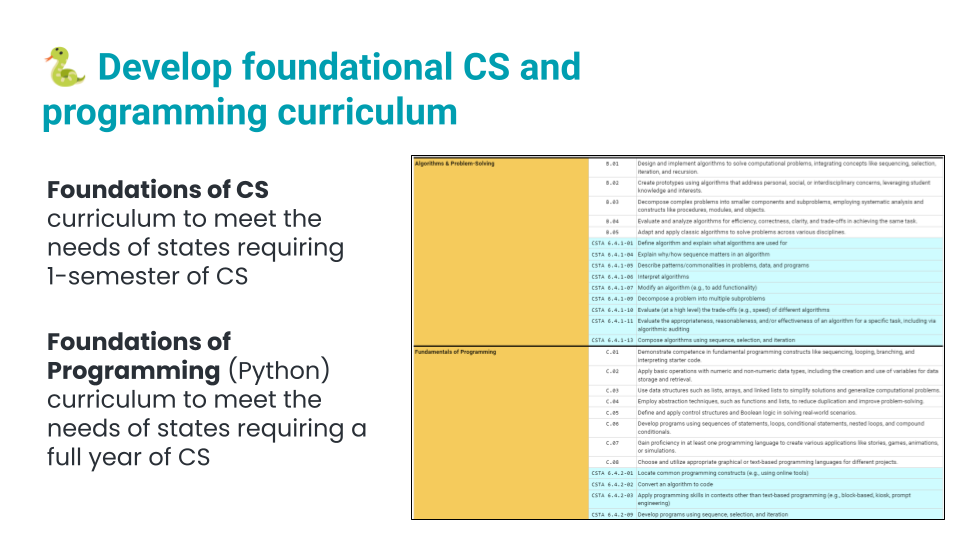 Develop foundational CS and
programming curriculum
Foundations of CS
curriculum to meet the
needs of states requiring
1-semester of CS
Foundations of
Programming (Python)
curriculum to meet the
needs of states requiring a
full year of CS
Algorithms & Problem-Solving
B.01 Design and implement algorithms to solve computational problems, integrating concepts like sequencing, selection,
iteration, and recursion.
B.02 Create prototypes using algorithms that address personal, social, or interdisciplinary concerns, leveraging student
knowledge and interests.
B.03 Decompose complex problems into smaller components and subproblems, employing systematic analysis and
constructs like procedures, modules, and objects.
B.04 Evaluate and analyze algorithms for efficiency, correctness, clarity, and trade-offs in achieving the same task.
B.05 Adapt and apply classic algorithms to solve problems across various disciplines.
CSTA 6.4.1-01 Define algorithm and explain what algorithms are used for
CSTA 6.4.1-04 Explain why/how sequence matters in an algorithm
CSTA 6.4.1-05 Describe patterns/commonalities in problems, data, and programs
CSTA 6.4.1-06 Interpret algorithms
CSTA 6.4.1-07 Modify an algorithm (e.g., to add functionality)
CSTA 6.4.1-09 Decompose a problem into multiple subproblems
CSTA 6.4.1-10 Evaluate (at a high level) the trade-offs (e.g., speed) of different algorithms
CSTA 6.4.1-11 Evaluate the appropriateness, reasonableness, and/or effectiveness of an algorithm for a specific task, including via
algorithmic auditing
CSTA 6.4.1-13 Compose algorithms using sequence, selection, and iteration
Fundamentals of Programming
C.01 Demonstrate competence in fundamental programming constructs like sequencing, looping, branching, and
interpreting starter code.
C.02 Apply basic operations with numeric and non-numeric data types, including the creation and use of variables for data
storage and retrieval.
C.03 Use data structures such as lists, arrays, and linked lists to simplify solutions and generalize computational problems.
C.04 Employ abstraction techniques, such as functions and lists, to reduce duplication and improve problem-solving.
C.05 Define and apply control structures and Boolean logic in solving real-world scenarios.
C.06 Develop programs using sequences of statements, loops, conditional statements, nested loops, and compound
conditionals.
C.07 Gain proficiency in at least one programming language to create various applications like stories, games, animations,
or simulations.
C.08 Choose and utilize appropriate graphical or text-based programming languages for different projects.
CSTA 6.4.2-01 Locate common programming constructs (e.g., using online tools)
CSTA 6.4.2-02 Convert an algorithm to code
CSTA 6.4.2-03 Apply programming skills in contexts other than text-based programming (e.g., block-based, kiosk, prompt
engineering)
CSTA 6.4.2-09 Develop programs using sequence, selection, and iteration